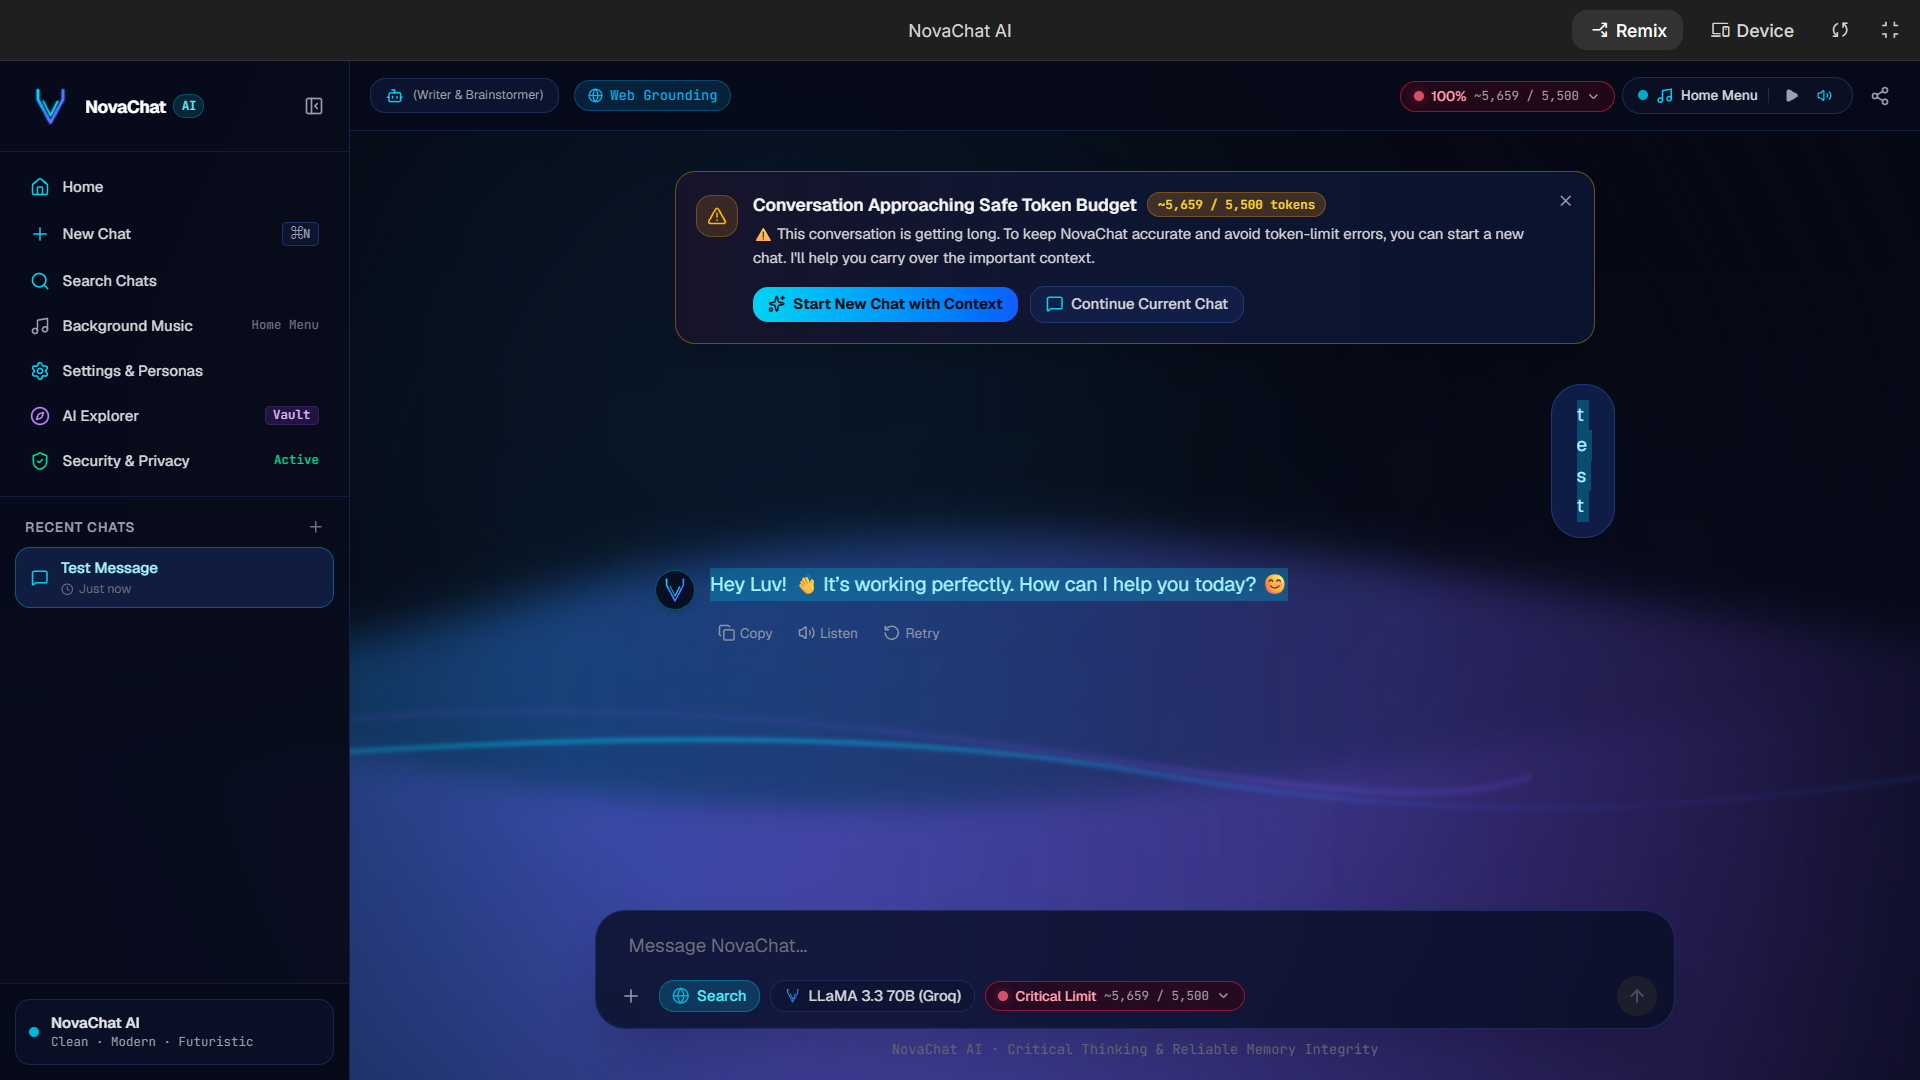 NovaChat AI
Remix
Device
NovaChat AI
(Writer & Brainstormer)
Web Grounding
100% ~5,659 / 5,500
Home Menu
Home
New Chat ⌘N
Search Chats
Background Music Home Menu
Settings & Personas
AI Explorer Vault
Security & Privacy Active
RECENT CHATS
Test Message
Just now
Conversation Approaching Safe Token Budget ~5,659 / 5,500 tokens
⚠️ This conversation is getting long. To keep NovaChat accurate and avoid token-limit errors, you can start a new
chat. I'll help you carry over the important context.
Start New Chat with Context
Continue Current Chat
t
e
s
t
Hey Luv! 👋 It’s working perfectly. How can I help you today? 😊
Copy Listen Retry
Message NovaChat...
Search
LLaMA 3.3 70B (Groq)
Critical Limit ~5,659 / 5,500
NovaChat AI · Critical Thinking & Reliable Memory Integrity
NovaChat AI
Clean · Modern · Futuristic